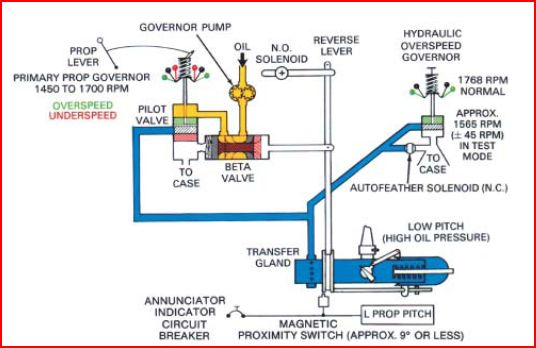 GOVERNOR PUMP
PROP
LEVER
OIL
N.O.
SOLENOID
REVERSE
LEVER
HYDRAULIC
OVERSPEED
GOVERNOR
PRIMARY PROP GOVERNOR
1450 TO 1700 RPM
OVERSPEED
UNDERSPEED
PILOT
VALVE
1768 RPM
NORMAL
APPROX.
1565 RPM
(± 45 RPM)
IN TEST
MODE
TO
CASE
BETA
VALVE
TO
CASE
AUTOFEATHER SOLENOID (N.C.)
LOW PITCH
(HIGH OIL PRESSURE)
TRANSFER
GLAND
ANNUNCIATOR
INDICATOR
CIRCUIT
BREAKER
L PROP PITCH
MAGNETIC
PROXIMITY SWITCH (APPROX. 9° OR LESS)